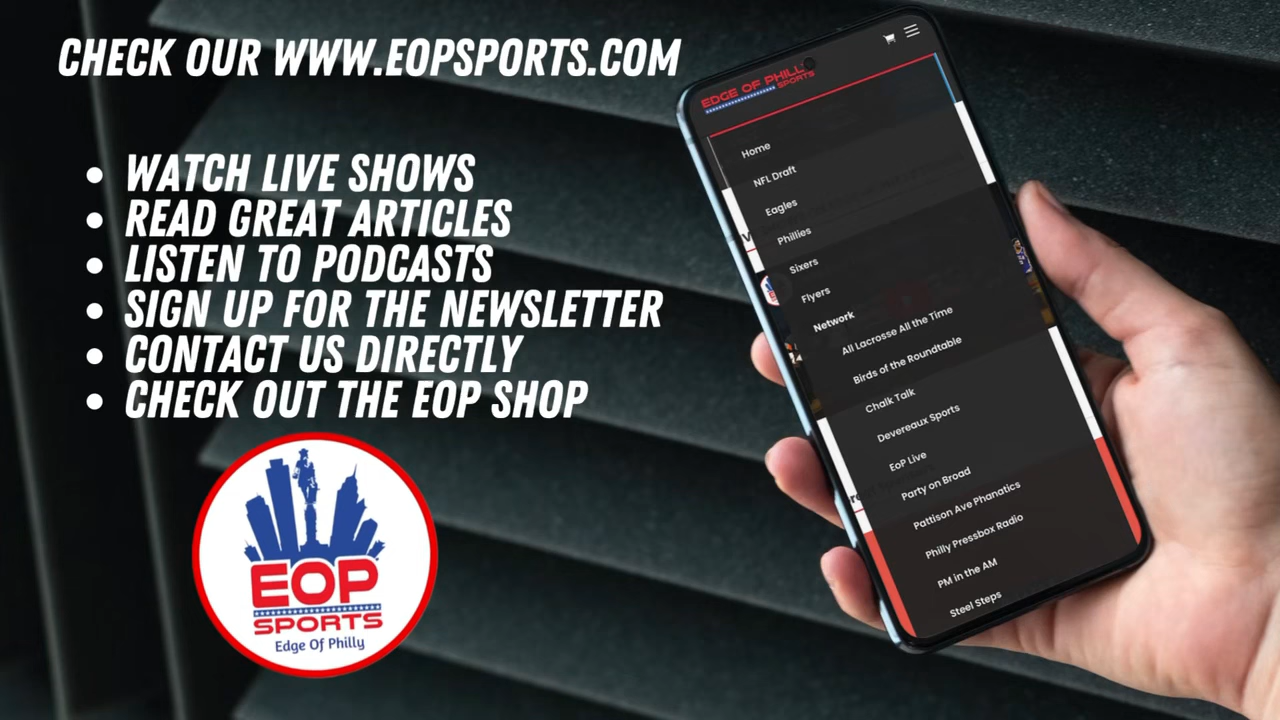 CHECK OUR WWW.EOPSPORTS.COM
• WATCH LIVE SHOWS
• READ GREAT ARTICLES
• LISTEN TO PODCASTS
• SIGN UP FOR THE NEWSLETTER
• CONTACT US DIRECTLY
• CHECK OUT THE EOP SHOP
EOP
SPORTS
Edge Of Philly
EDGE OF PHILLY
SPORTS
Home
NFL Draft
Eagles
Phillies
Sixers
Flyers
Network
All Lacrosse All the Time
Birds of the Roundtable
Chalk Talk
Devereaux Sports
EoP Live
Party on Broad
Pattison Ave Phanatics
Philly Pressbox Radio
PM in the AM
Steel Steps